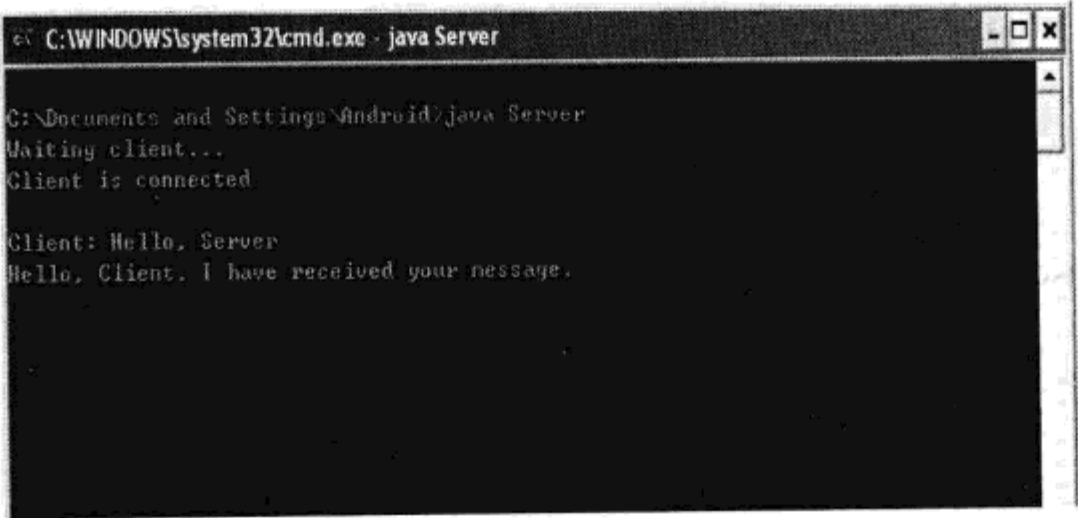 C:\WINDOWS\system32\cmd.exe - java Server
C:\Documents and Settings\Android>java Server
Waiting client...
Client is connected
Client: Hello, Server
Hello, Client. I have received your message.